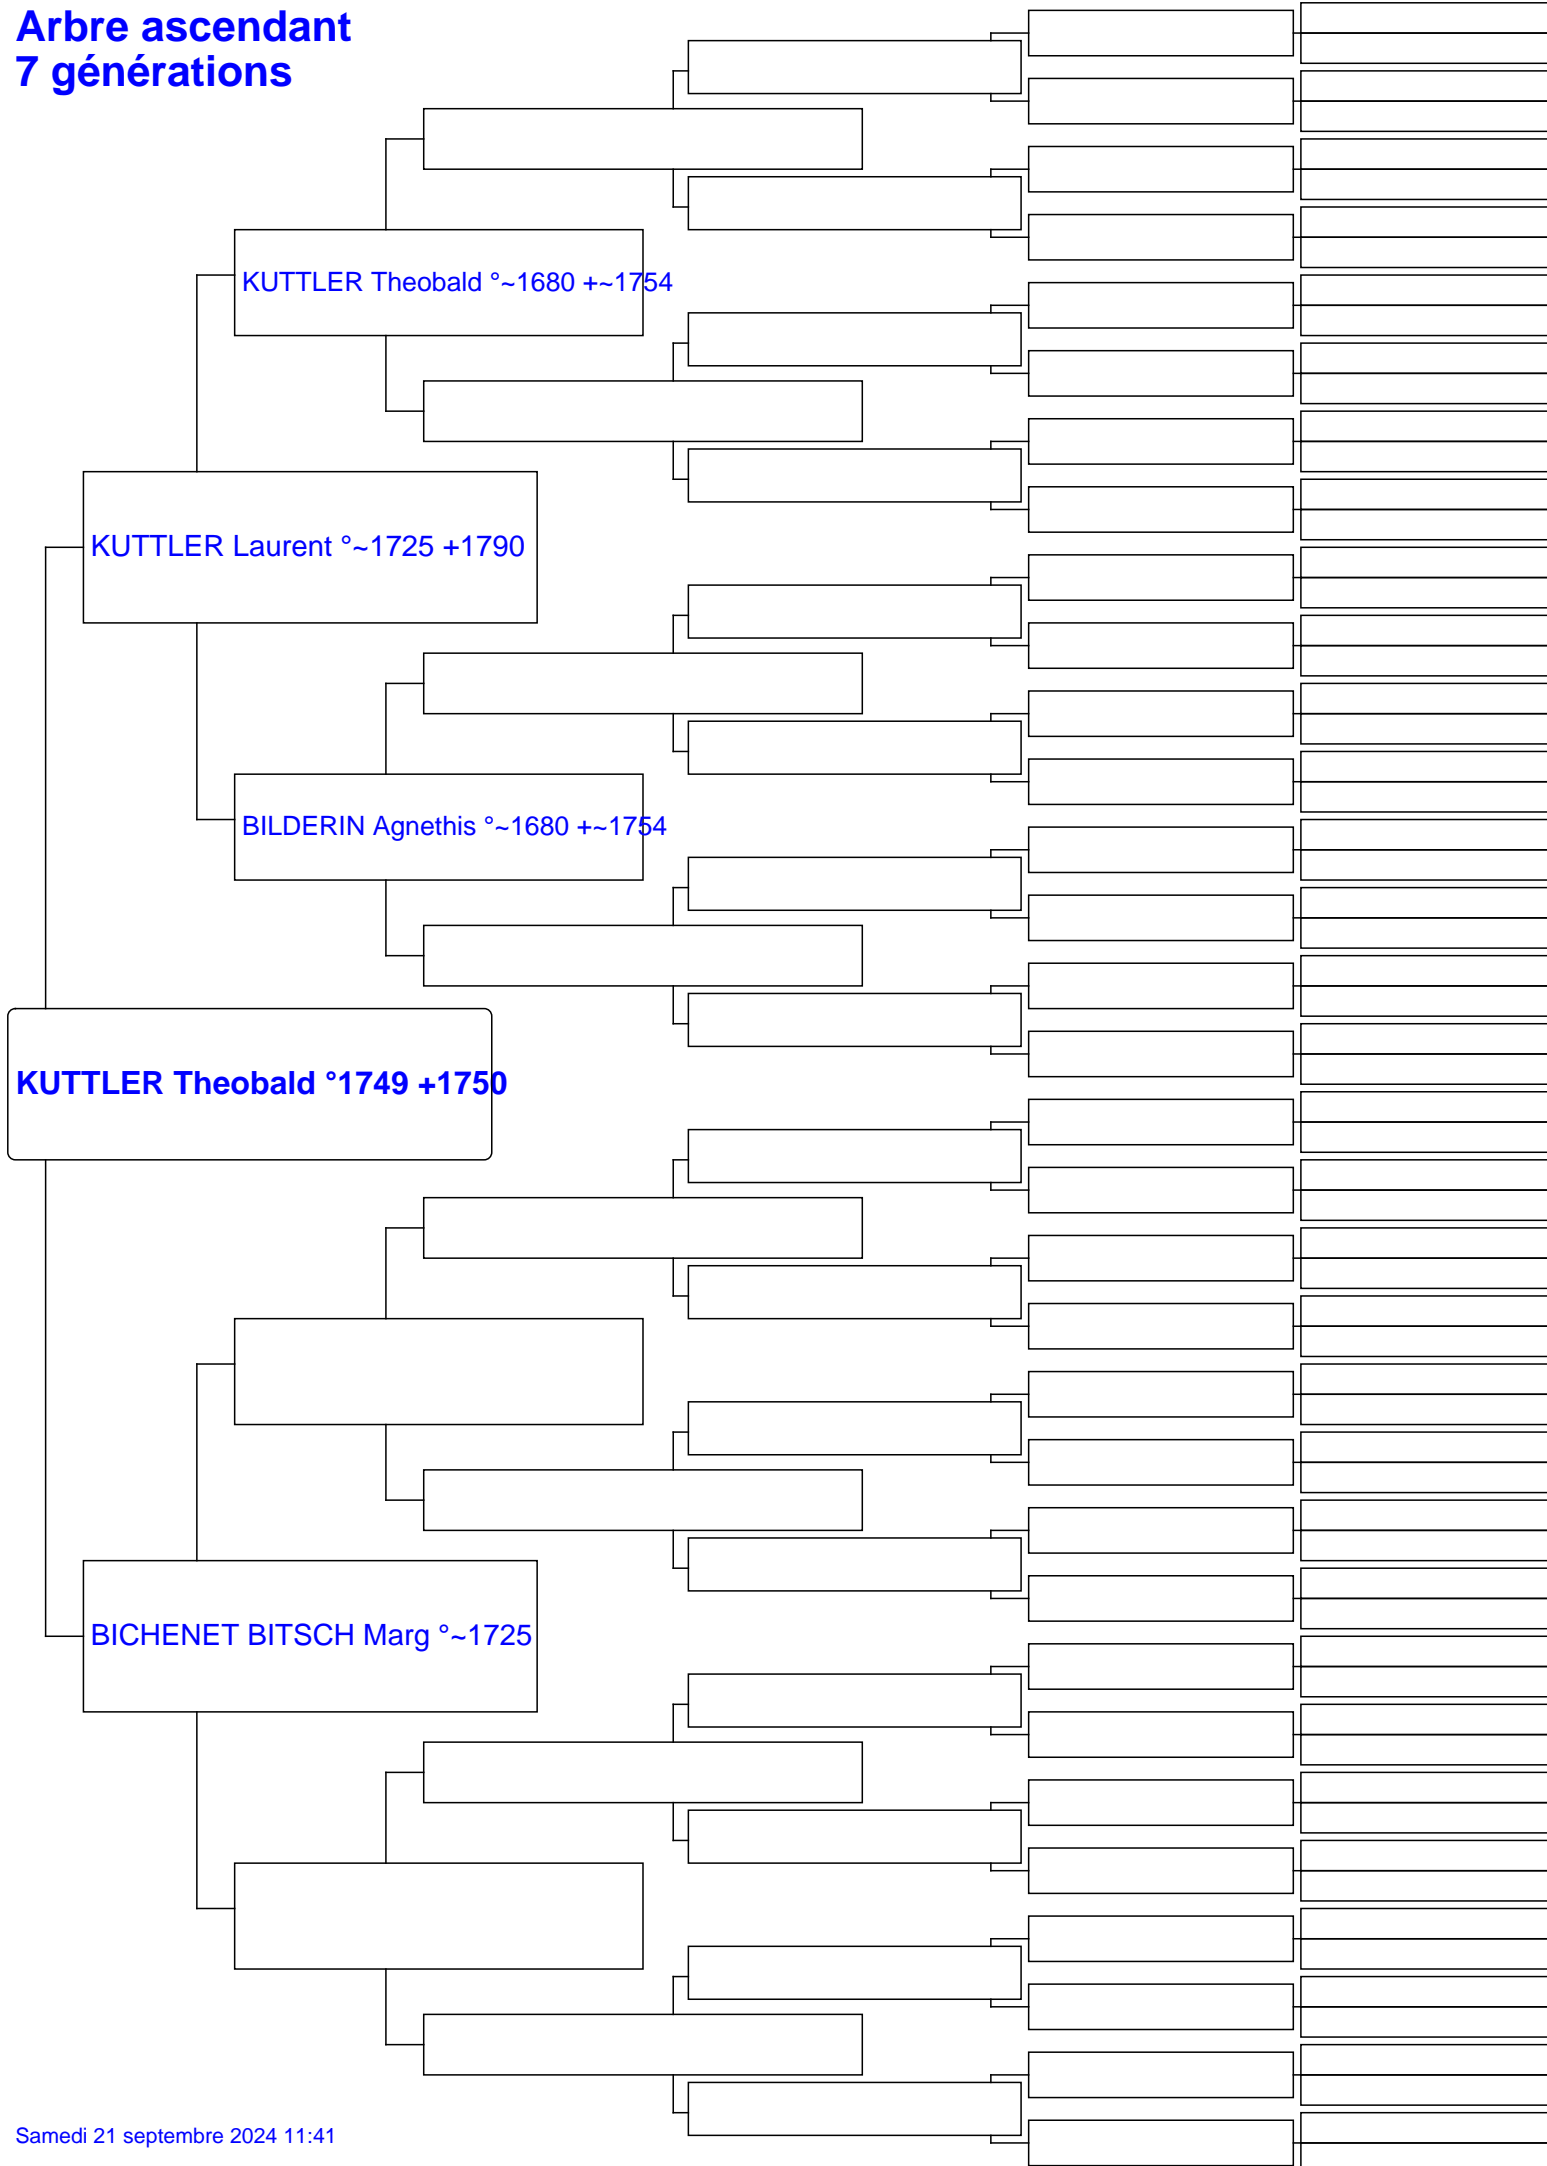 Arbre ascendant
7 générations
KUTTLER Theobald °~1680 +~1754
KUTTLER Laurent °~1725 +1790
BILDERIN Agnethis °~1680 +~1754
KUTTLER Theobald °1749 +1750
BICHENET BITSCH Marg °~1725
Samedi 21 septembre 2024 11:41